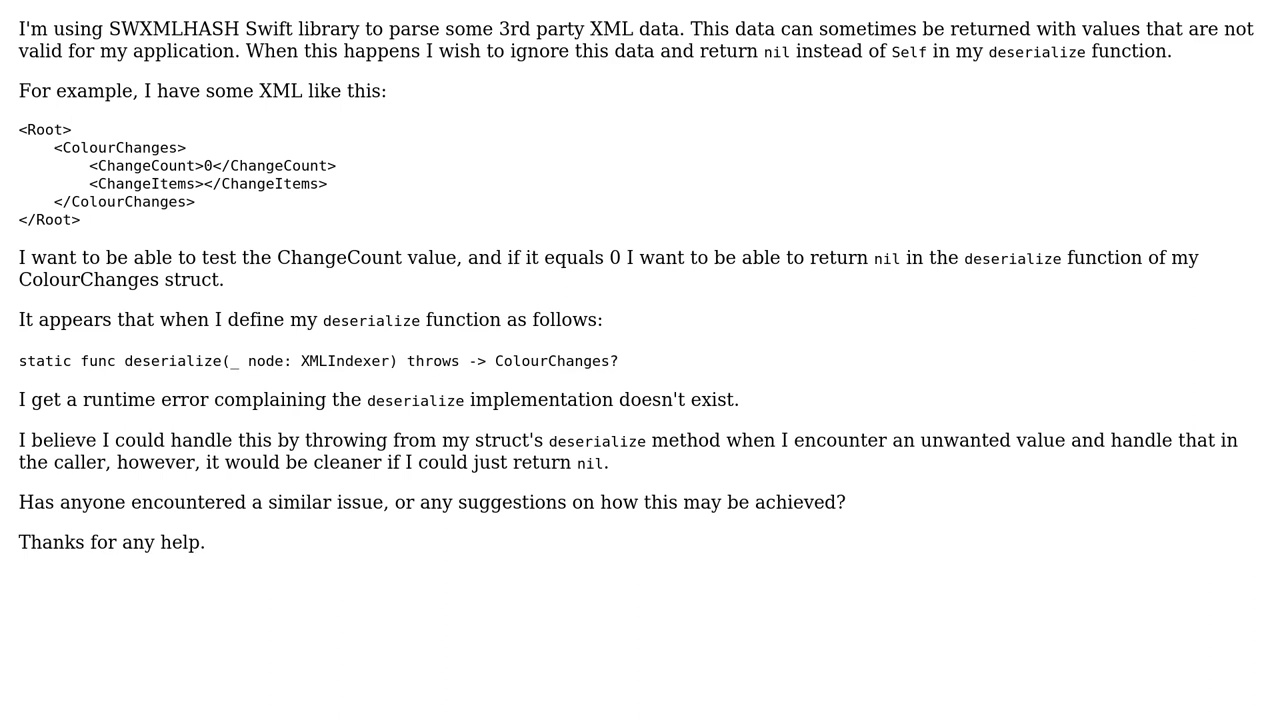 I'm using SWXMLHASH Swift library to parse some 3rd party XML data. This data can sometimes be returned with values that are not
valid for my application. When this happens I wish to ignore this data and return nil instead of Self in my deserialize function.
For example, I have some XML like this:
<Root>
    <ColourChanges>
        <ChangeCount>0</ChangeCount>
        <ChangeItems></ChangeItems>
    </ColourChanges>
</Root>
I want to be able to test the ChangeCount value, and if it equals 0 I want to be able to return nil in the deserialize function of my
ColourChanges struct.
It appears that when I define my deserialize function as follows:
static func deserialize(_ node: XMLIndexer) throws -> ColourChanges?
I get a runtime error complaining the deserialize implementation doesn't exist.
I believe I could handle this by throwing from my struct's deserialize method when I encounter an unwanted value and handle that in
the caller, however, it would be cleaner if I could just return nil.
Has anyone encountered a similar issue, or any suggestions on how this may be achieved?
Thanks for any help.